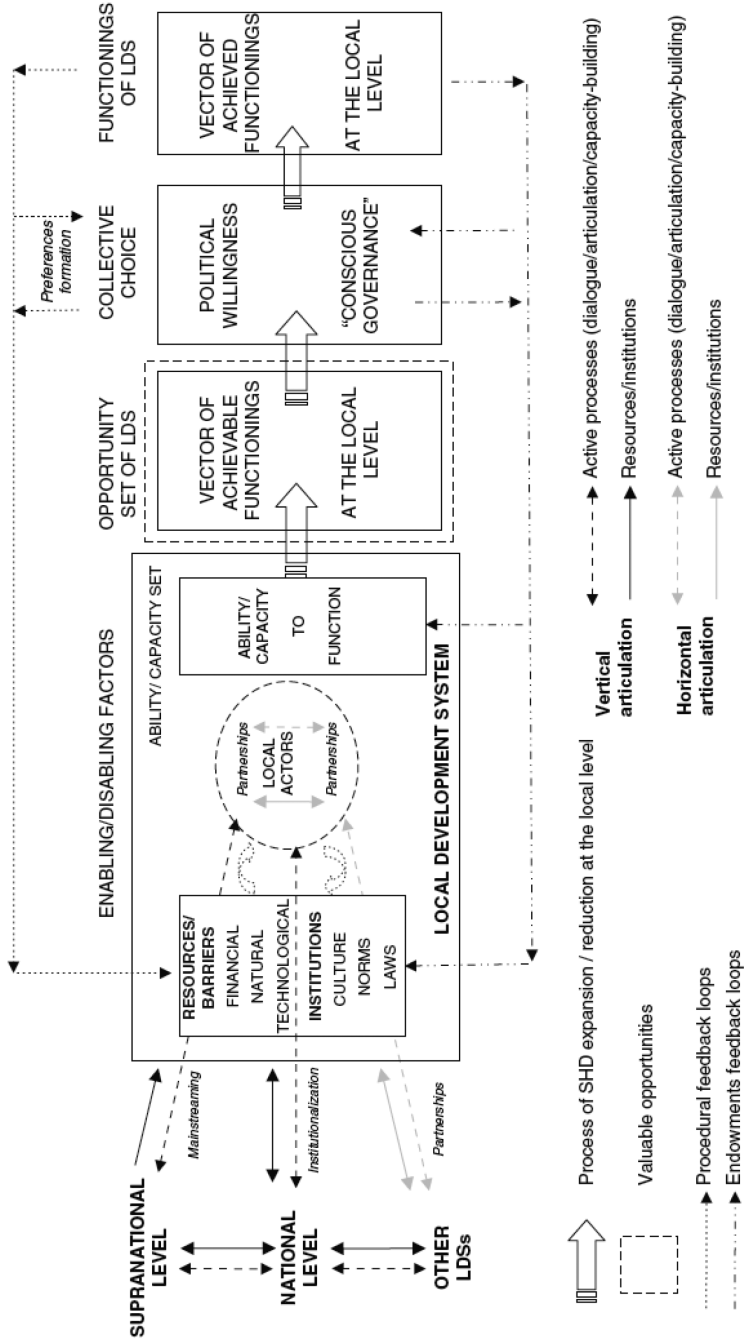 SUPRANATIONAL
LEVEL
NATIONAL
LEVEL
OTHER
LDSs
Mainstreaming
Institutionalization
Partnerships
ENABLING/DISABLING FACTORS
RESOURCES/
BARRIERS
FINANCIAL
NATURAL
TECHNOLOGICAL
INSTITUTIONS
CULTURE
NORMS
LAWS
Partnerships
LOCAL
ACTORS
Partnerships
ABILITY/ CAPACITY SET
ABILITY/
CAPACITY
TO
FUNCTION
LOCAL DEVELOPMENT SYSTEM
OPPORTUNITY
SET OF LDS
VECTOR OF
ACHIEVABLE
FUNCTIONINGS
AT THE LOCAL
LEVEL
Preferences
formation
COLLECTIVE
CHOICE
POLITICAL
WILLINGNESS
“CONSCIOUS
GOVERNANCE”
FUNCTIONINGS
OF LDS
VECTOR OF
ACHIEVED
FUNCTIONINGS
AT THE LOCAL
LEVEL
Process of SHD expansion / reduction at the local level
Valuable opportunities
Procedural feedback loops
Endowments feedback loops
Vertical
articulation
Active processes (dialogue/articulation/capacity-building)
Resources/institutions
Horizontal
articulation
Active processes (dialogue/articulation/capacity-building)
Resources/institutions